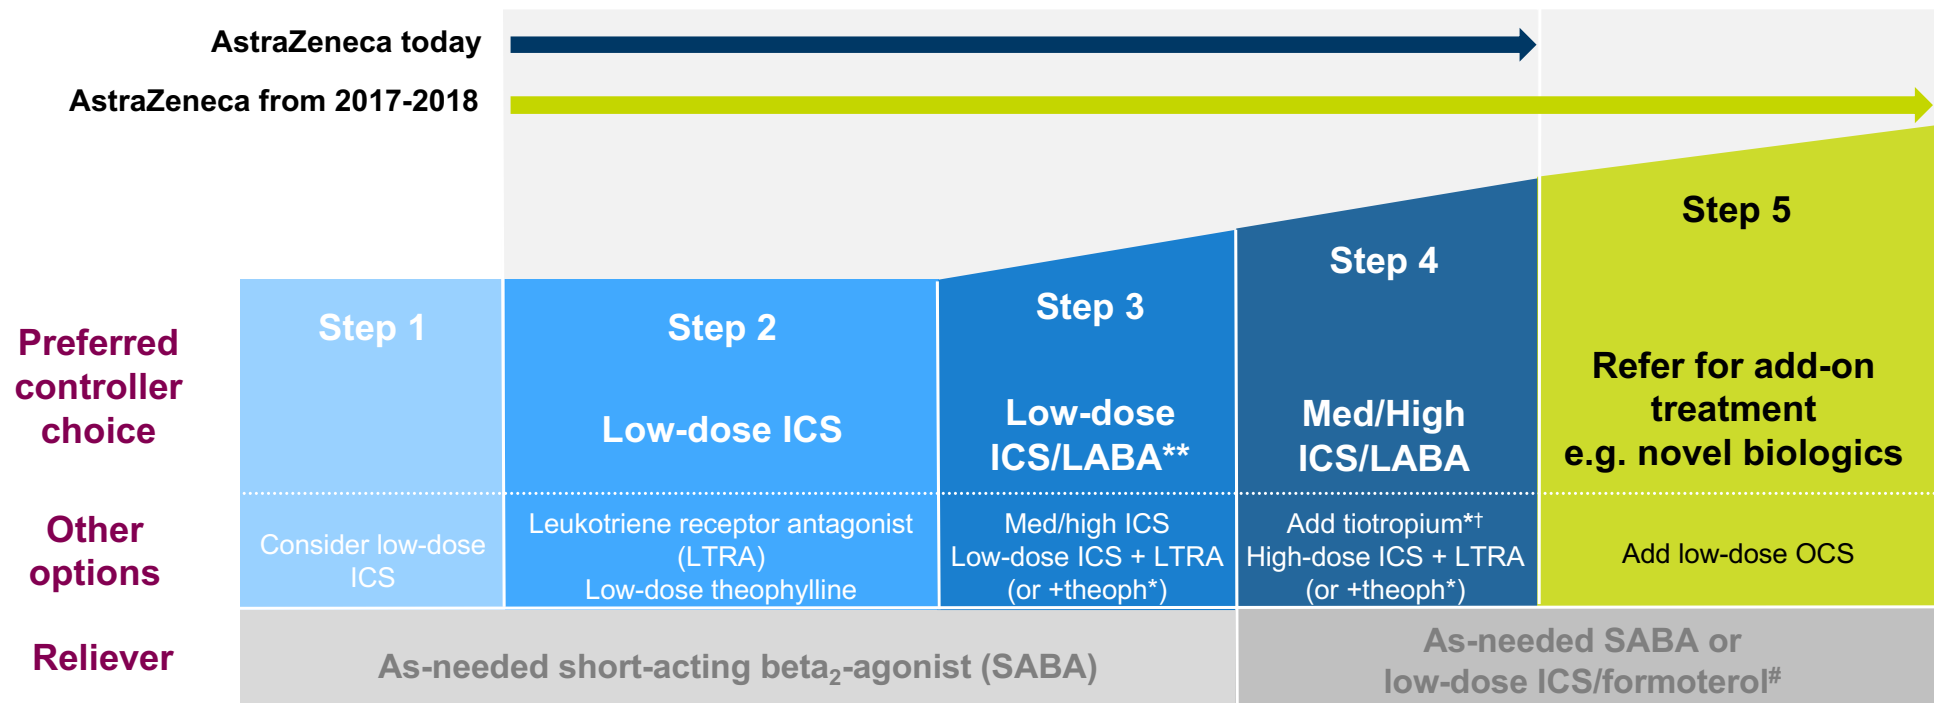 AstraZeneca today
AstraZeneca from 2017-2018
Preferred
controller
choice
Step 1
Step 2
Low-dose ICS
Step 3
Low-dose
ICS/LABA**
Step 4
Med/High
ICS/LABA
Step 5
Refer for add-on
treatment
e.g. novel biologics
Other
options
Consider low-dose
ICS
Leukotriene receptor antagonist
(LTRA)
Low-dose theophylline
Med/high ICS
Low-dose ICS + LTRA
(or +theoph*)
Add tiotropium*†
High-dose ICS + LTRA
(or +theoph*)
Add low-dose OCS
Reliever
As-needed short-acting beta₂-agonist (SABA)
As-needed SABA or
low-dose ICS/formoterol#